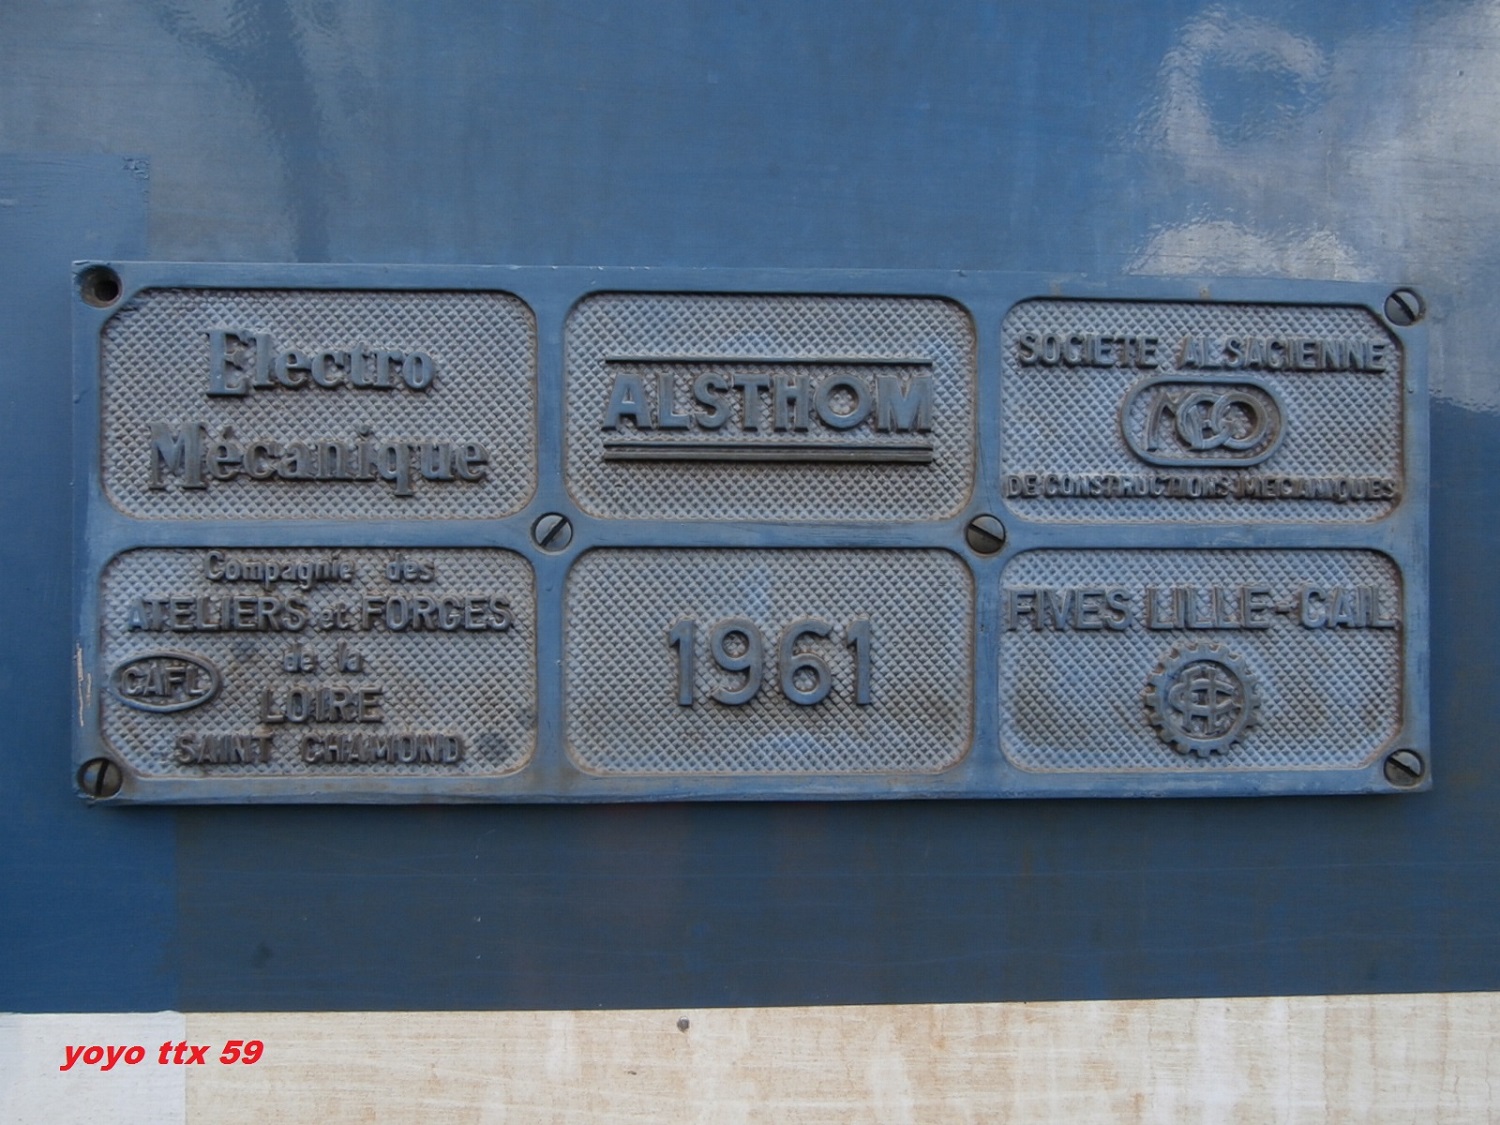 Electro
Mécanique
ALSTHOM
SOCIETE ALSACIENNE
DE CONSTRUCTIONS MECANIQUES
Compagnie des
ATELIERS et FORGES
de la
CAFL
LOIRE
SAINT CHAMOND
1961
FIVES LILLE-CAIL
yoyo ttx 59